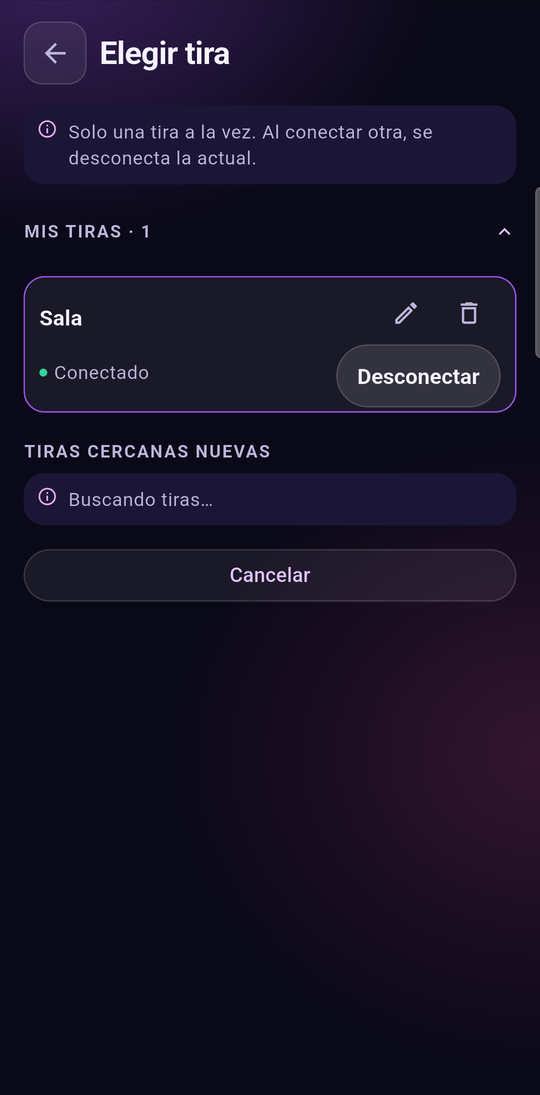 Elegir tira
Solo una tira a la vez. Al conectar otra, se
desconecta la actual.
MIS TIRAS · 1
Sala
Conectado
Desconectar
TIRAS CERCANAS NUEVAS
Buscando tiras…
Cancelar